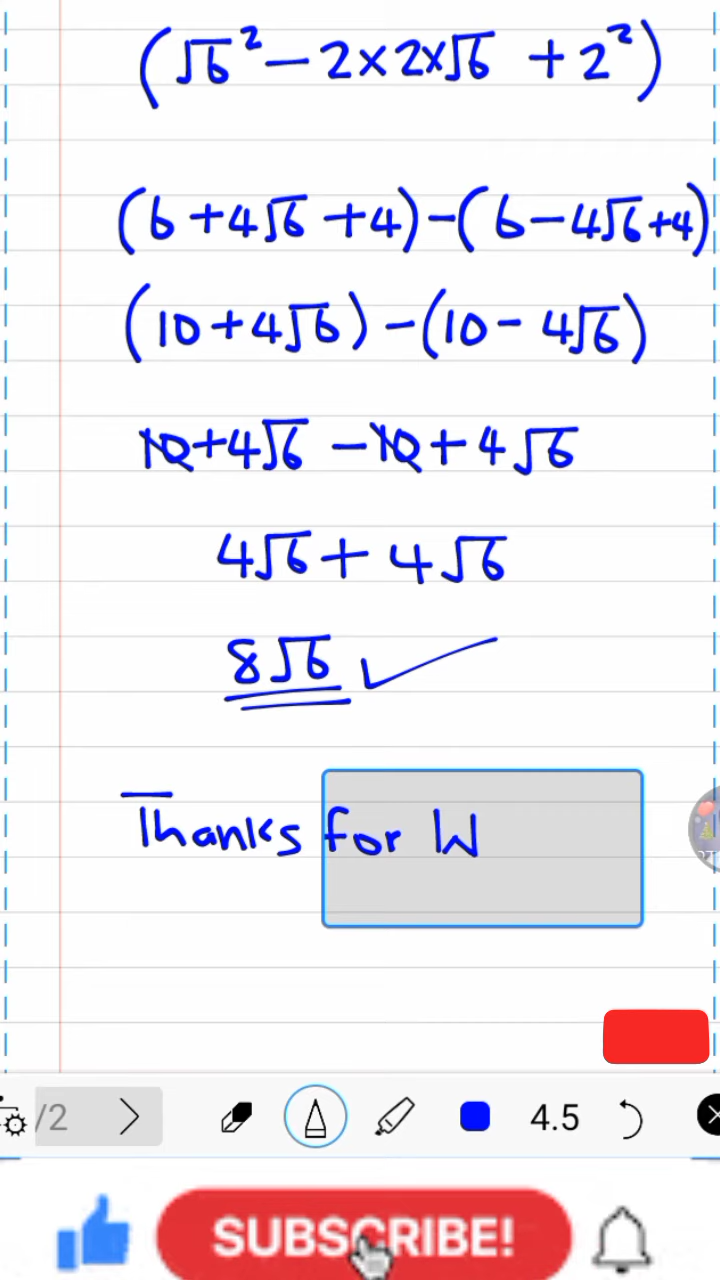 (√6² − 2×2×√6 + 2²)
(6 + 4√6 + 4) − (6 − 4√6 + 4)
(10 + 4√6) − (10 − 4√6)
10 + 4√6 − 10 + 4√6
4√6 + 4√6
8√6 ✓
Thanks for W
/2 4.5
SUBSCRIBE!